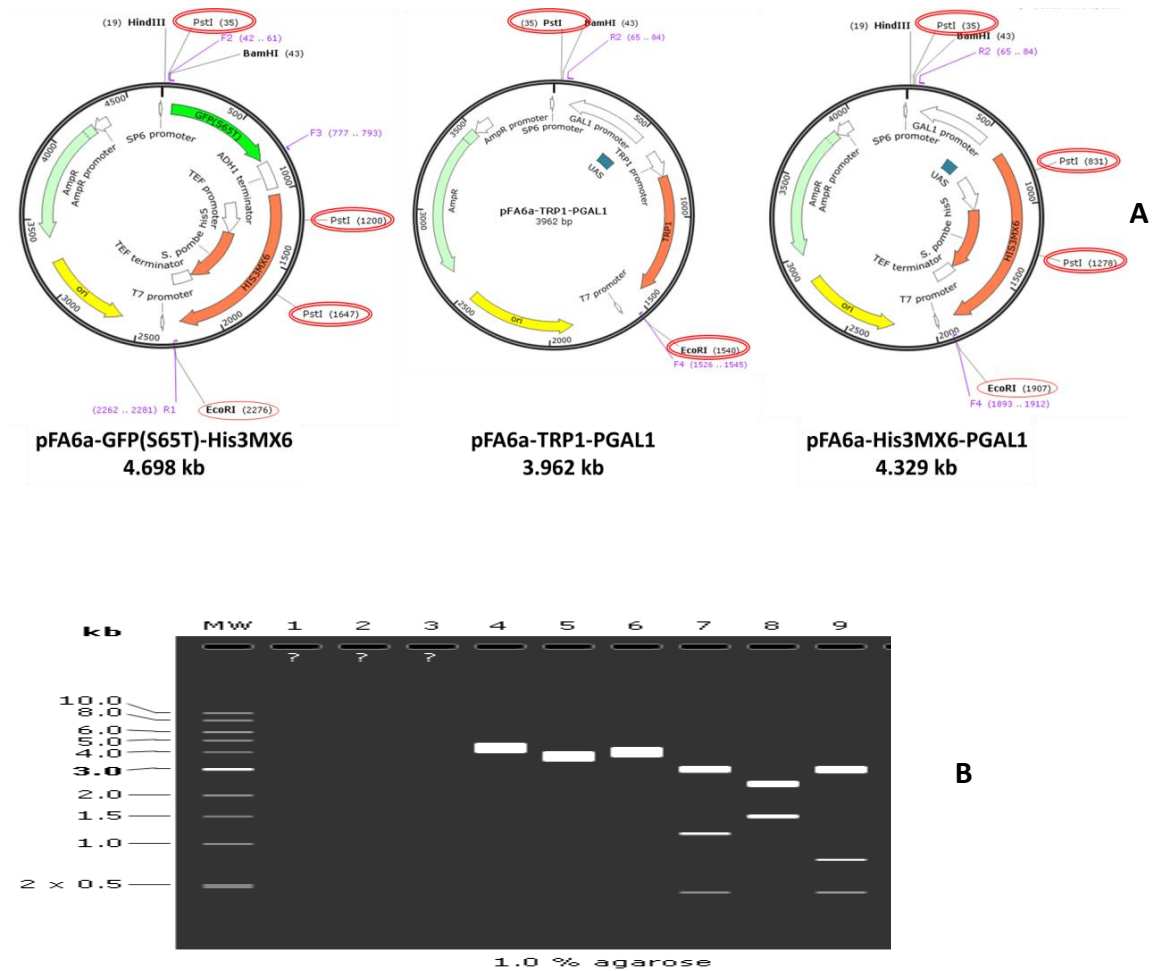 (19) HindIII
PstI (35)
F2 (42 .. 61)
BamHI (43)
4500
500
GFP(S65T)
F3 (777 .. 793)
SP6 promoter
4000
AmpR promoter
AmpR
ADH1 terminator
1000
TEF promoter
S. pombe his5
PstI (1200)
3500
TEF terminator
HIS3MX6
1500
T7 promoter
PstI (1647)
ori
3000
2500
2000
(2262 .. 2281) R1
EcoRI (2276)
pFA6a-GFP(S65T)-His3MX6
4.698 kb
(35) PstI
BamHI (43)
R2 (65 .. 84)
3500
AmpR promoter
SP6 promoter
GAL1 promoter
500
UAS
TRP1 promoter
AmpR
3000
pFA6a-TRP1-PGAL1
3962 bp
1000
TRP1
T7 promoter
1500
2500
ori
2000
EcoRI (1540)
F4 (1526 .. 1545)
pFA6a-TRP1-PGAL1
3.962 kb
(19) HindIII
PstI (35)
BamHI (43)
R2 (65 .. 84)
4000
SP6 promoter
GAL1 promoter
500
PstI (831)
AmpR promoter
AmpR
UAS
3500
1000
S. pombe his5
TEF terminator
HIS3MX6
PstI (1278)
3000
T7 promoter
1500
ori
2500
2000
EcoRI (1907)
F4 (1893 .. 1912)
pFA6a-His3MX6-PGAL1
4.329 kb
A
kb
MW 1 2 3 4 5 6 7 8 9
? ? ?
10.0
8.0
6.0
5.0
4.0
3.0
2.0
1.5
1.0
2 x 0.5
B
1.0 % agarose